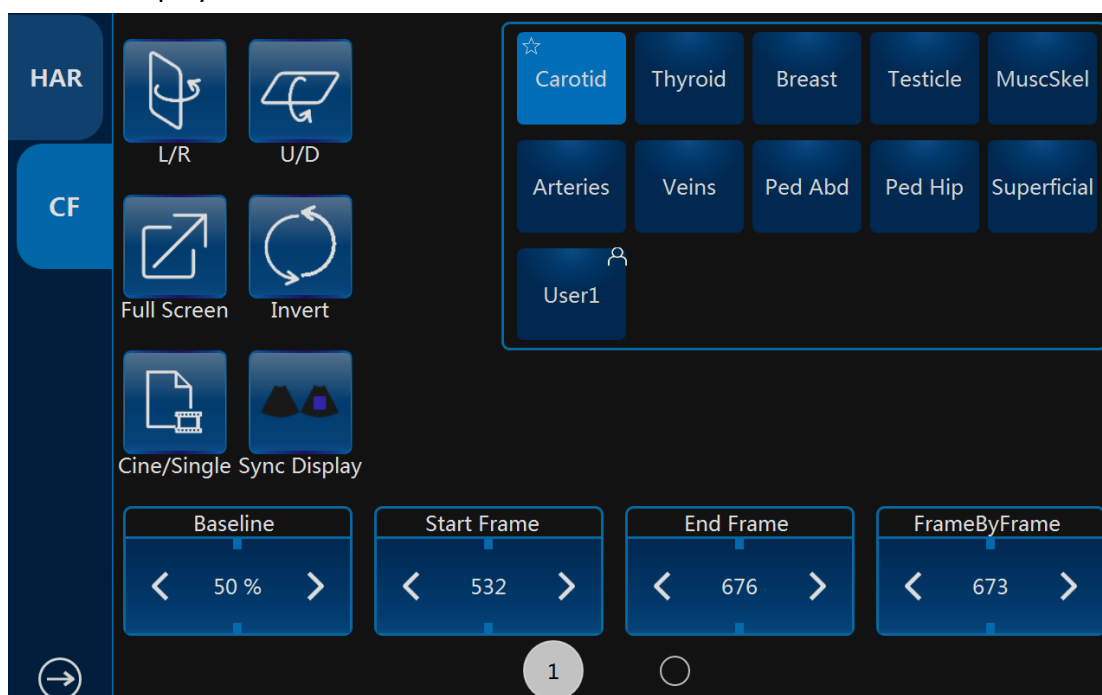 HAR
CF
L/R
U/D
Full Screen
Invert
Cine/Single
Sync Display
Carotid
Thyroid
Breast
Testicle
MuscSkel
Arteries
Veins
Ped Abd
Ped Hip
Superficial
User1
Baseline
50 %
Start Frame
532
End Frame
676
FrameByFrame
673
1